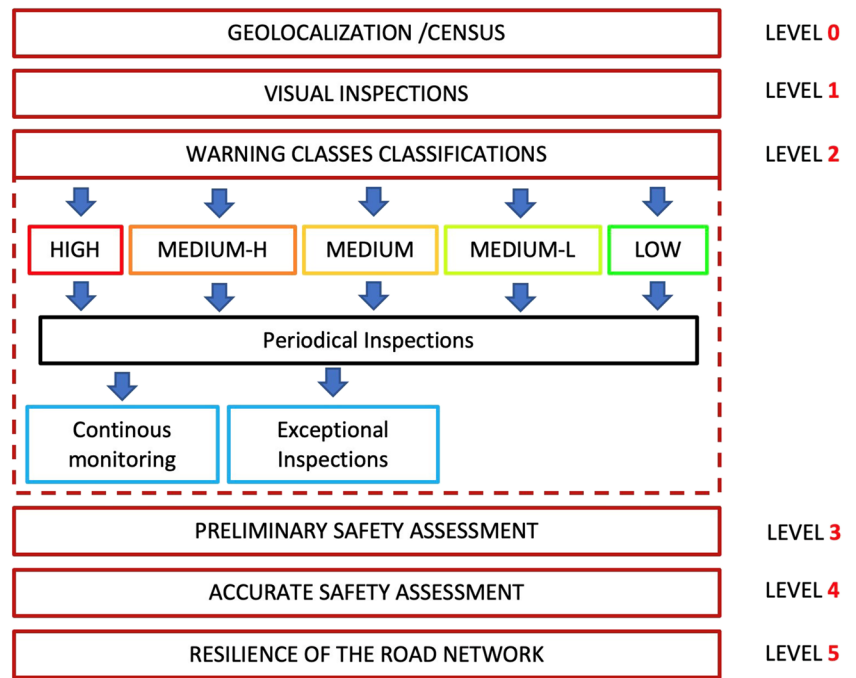 GEOLOCALIZATION /CENSUS LEVEL 0
VISUAL INSPECTIONS LEVEL 1
WARNING CLASSES CLASSIFICATIONS LEVEL 2
HIGH MEDIUM-H MEDIUM MEDIUM-L LOW
Periodical Inspections
Continous
monitoring
Exceptional
Inspections
PRELIMINARY SAFETY ASSESSMENT LEVEL 3
ACCURATE SAFETY ASSESSMENT LEVEL 4
RESILIENCE OF THE ROAD NETWORK LEVEL 5